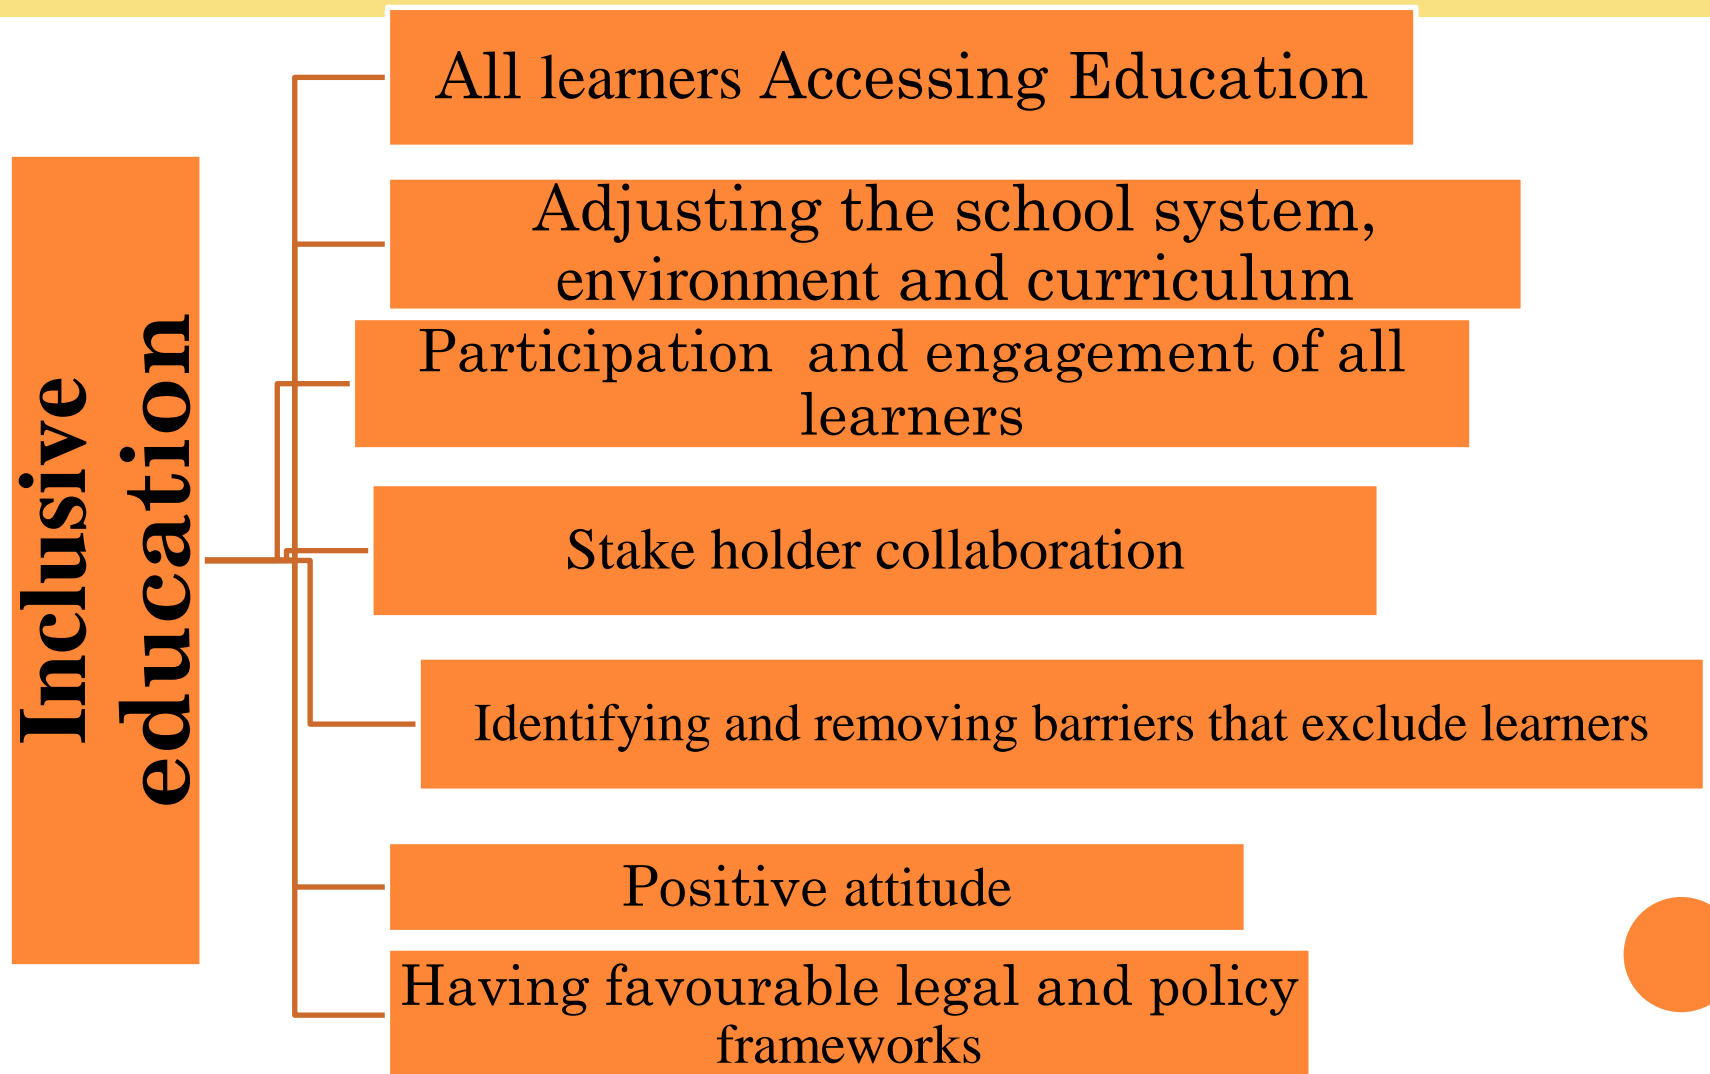 Inclusive
education
All learners Accessing Education
Adjusting the school system,
environment and curriculum
Participation  and engagement of all
learners
Stake holder collaboration
Identifying and removing barriers that exclude learners
Positive attitude
Having favourable legal and policy
frameworks